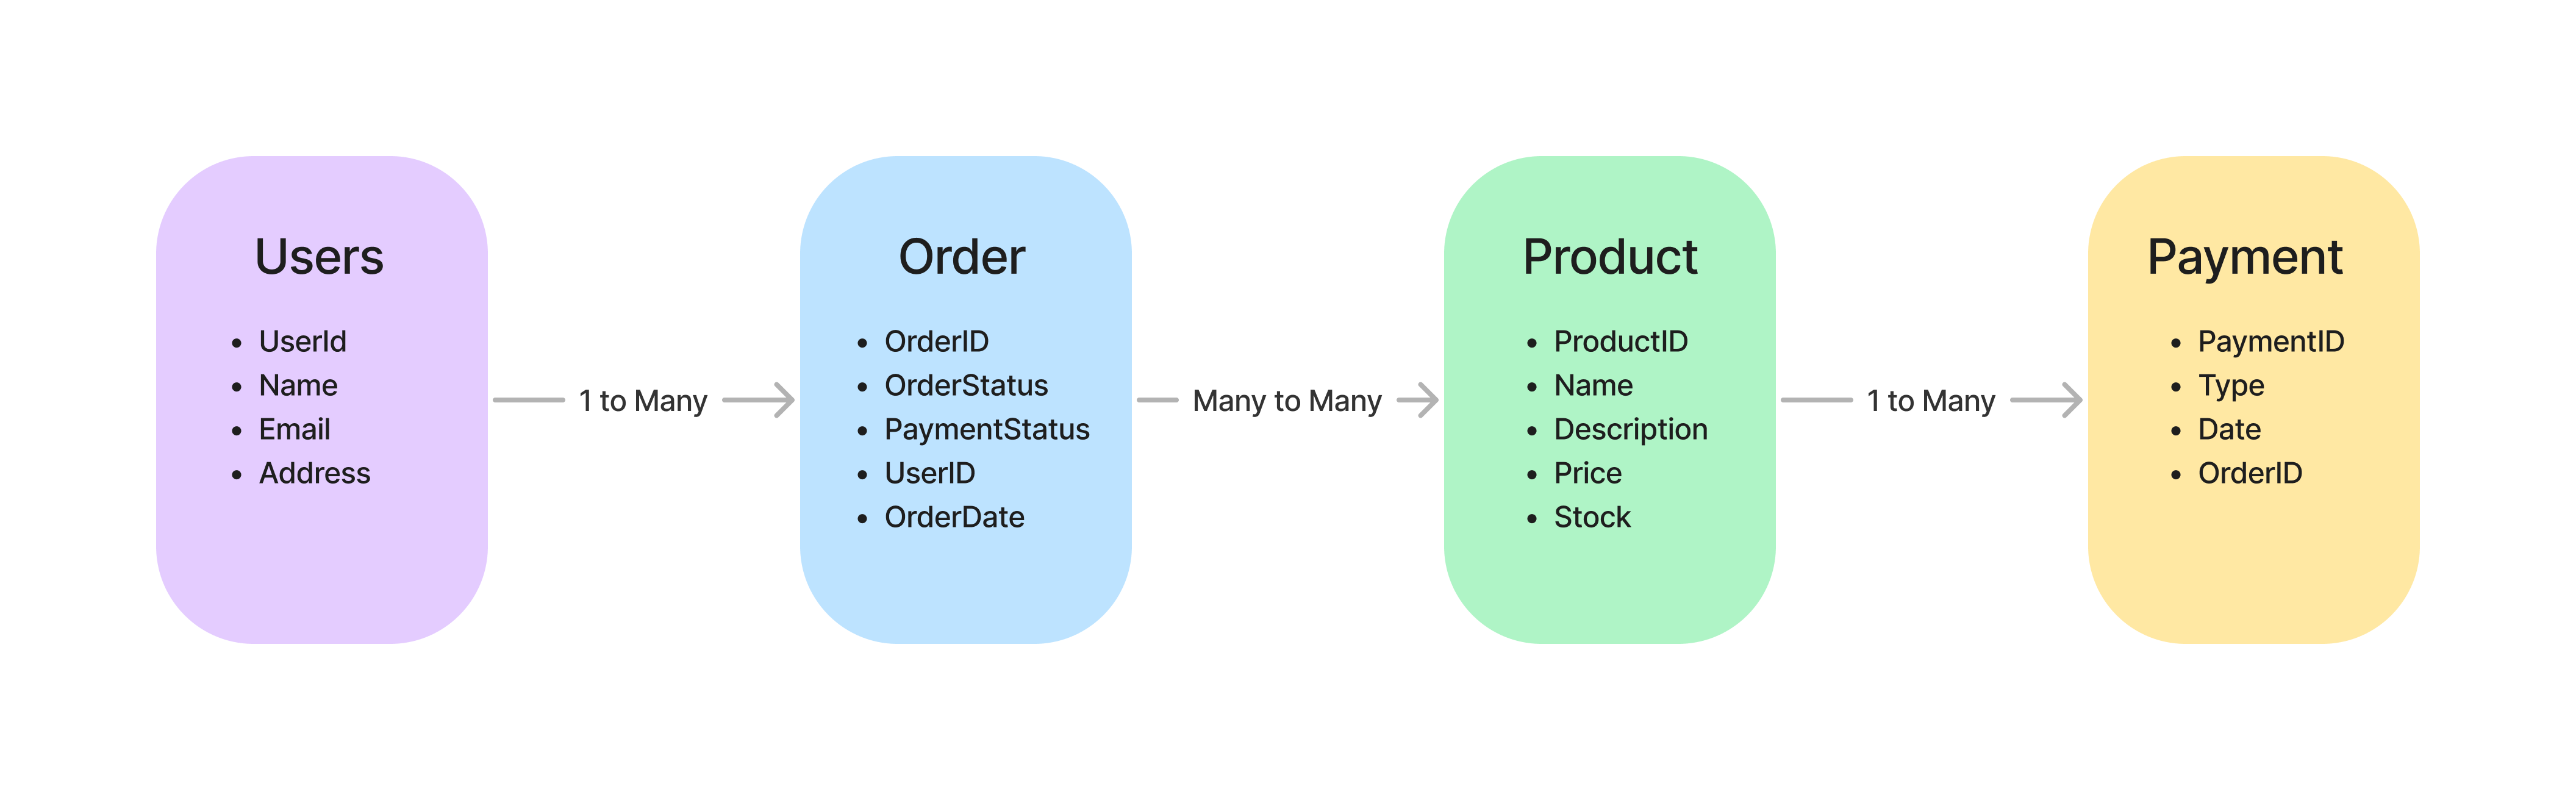 Users
UserId
Name
Email
Address
1 to Many
Order
OrderID
OrderStatus
PaymentStatus
UserID
OrderDate
Many to Many
Product
ProductID
Name
Description
Price
Stock
1 to Many
Payment
PaymentID
Type
Date
OrderID